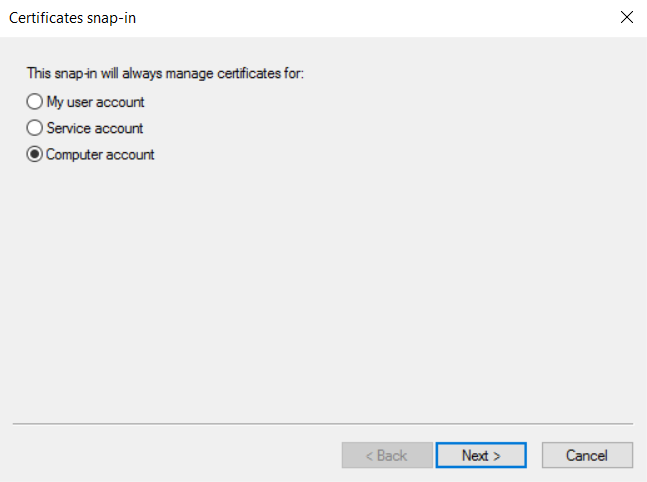 Certificates snap-in
This snap-in will always manage certificates for:
My user account
Service account
Computer account
< Back
Next >
Cancel